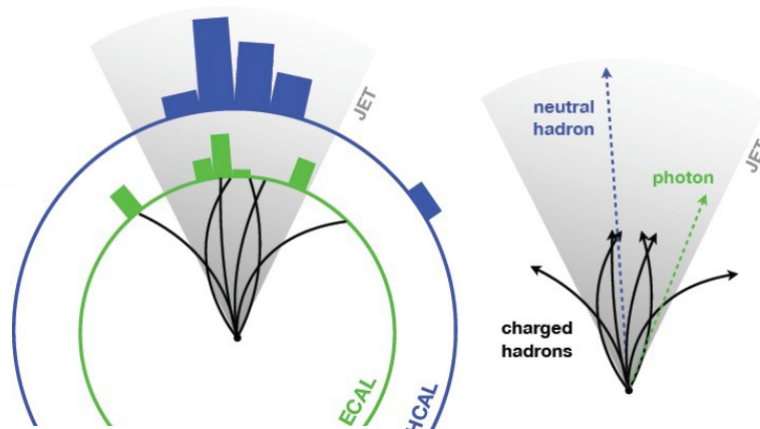 JET
ECAL
HCAL
neutral
hadron
photon
JET
charged
hadrons